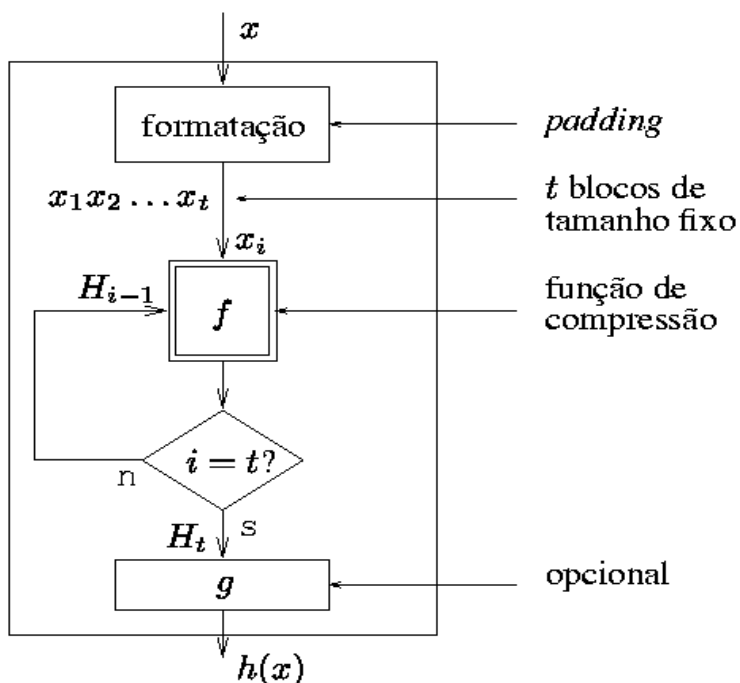 x
formatação
padding
x₁x₂ … xₜ
t blocos de
tamanho fixo
xᵢ
Hᵢ₋₁
f
função de
compressão
i = t?
n
s
Hₜ
g
opcional
h(x)